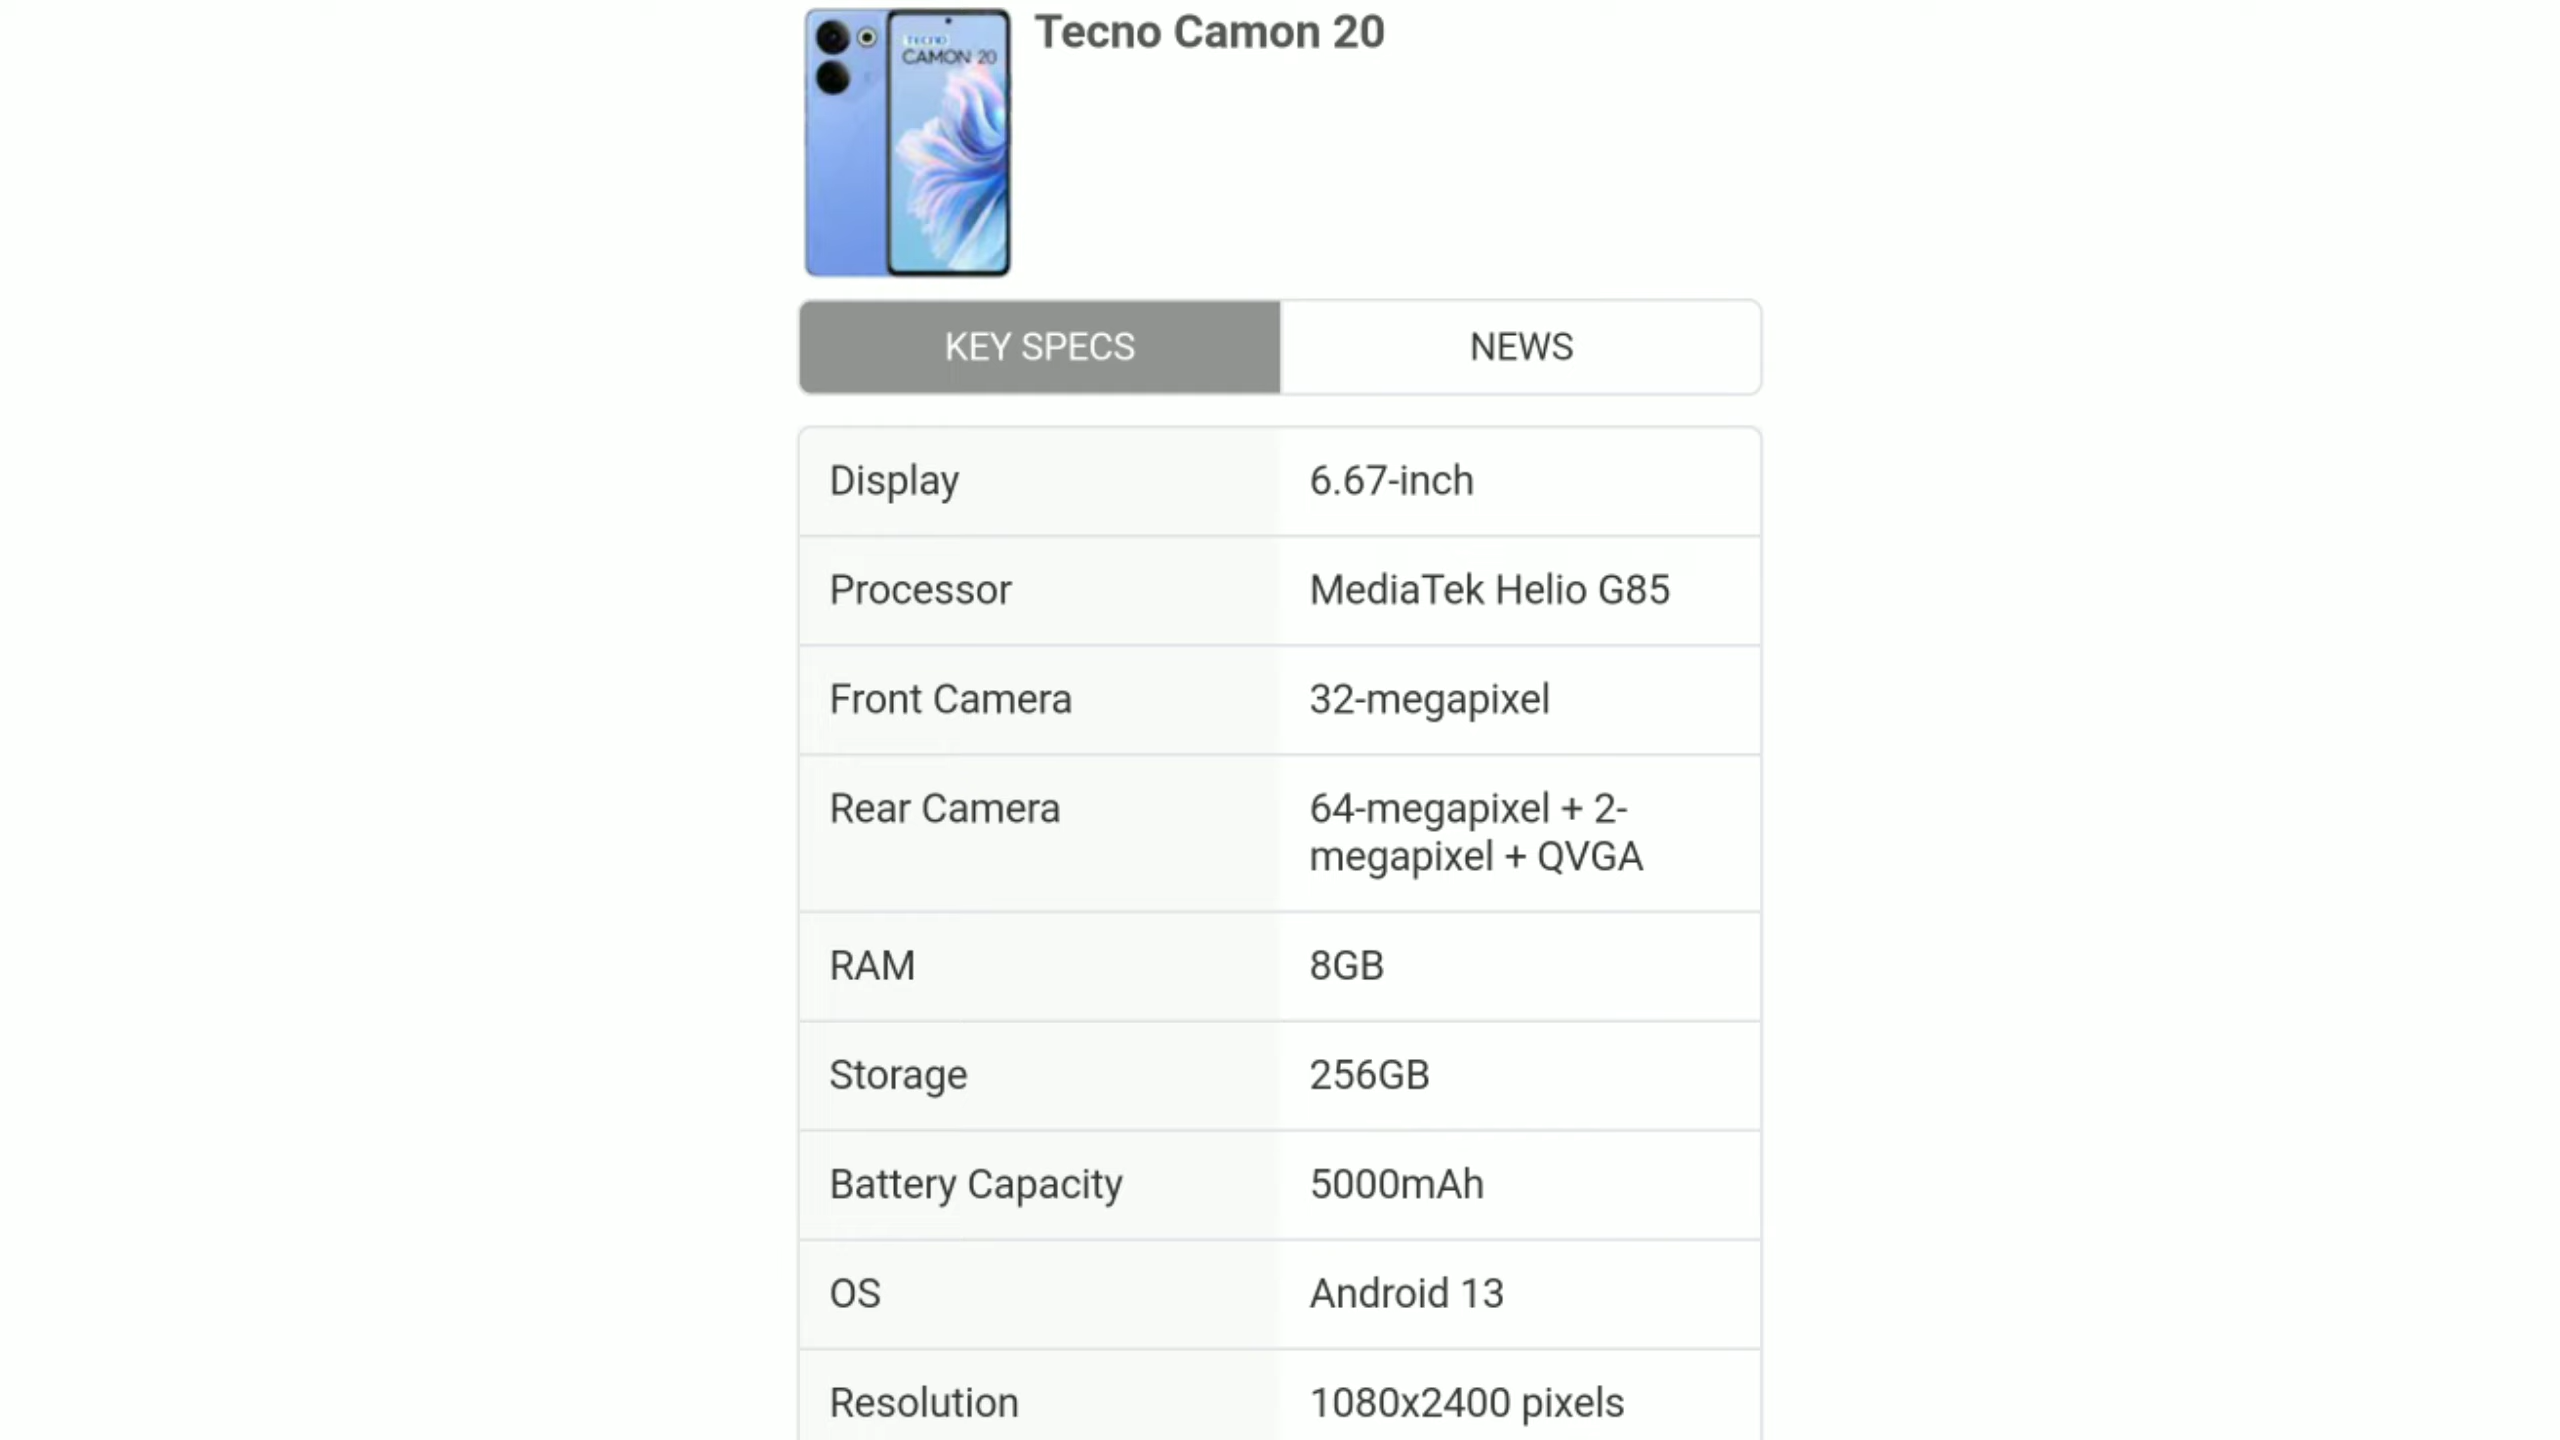 Tecno Camon 20
TECNO
CAMON 20
KEY SPECS
NEWS
Display
6.67-inch
Processor
MediaTek Helio G85
Front Camera
32-megapixel
Rear Camera
64-megapixel + 2-
megapixel + QVGA
RAM
8GB
Storage
256GB
Battery Capacity
5000mAh
OS
Android 13
Resolution
1080x2400 pixels